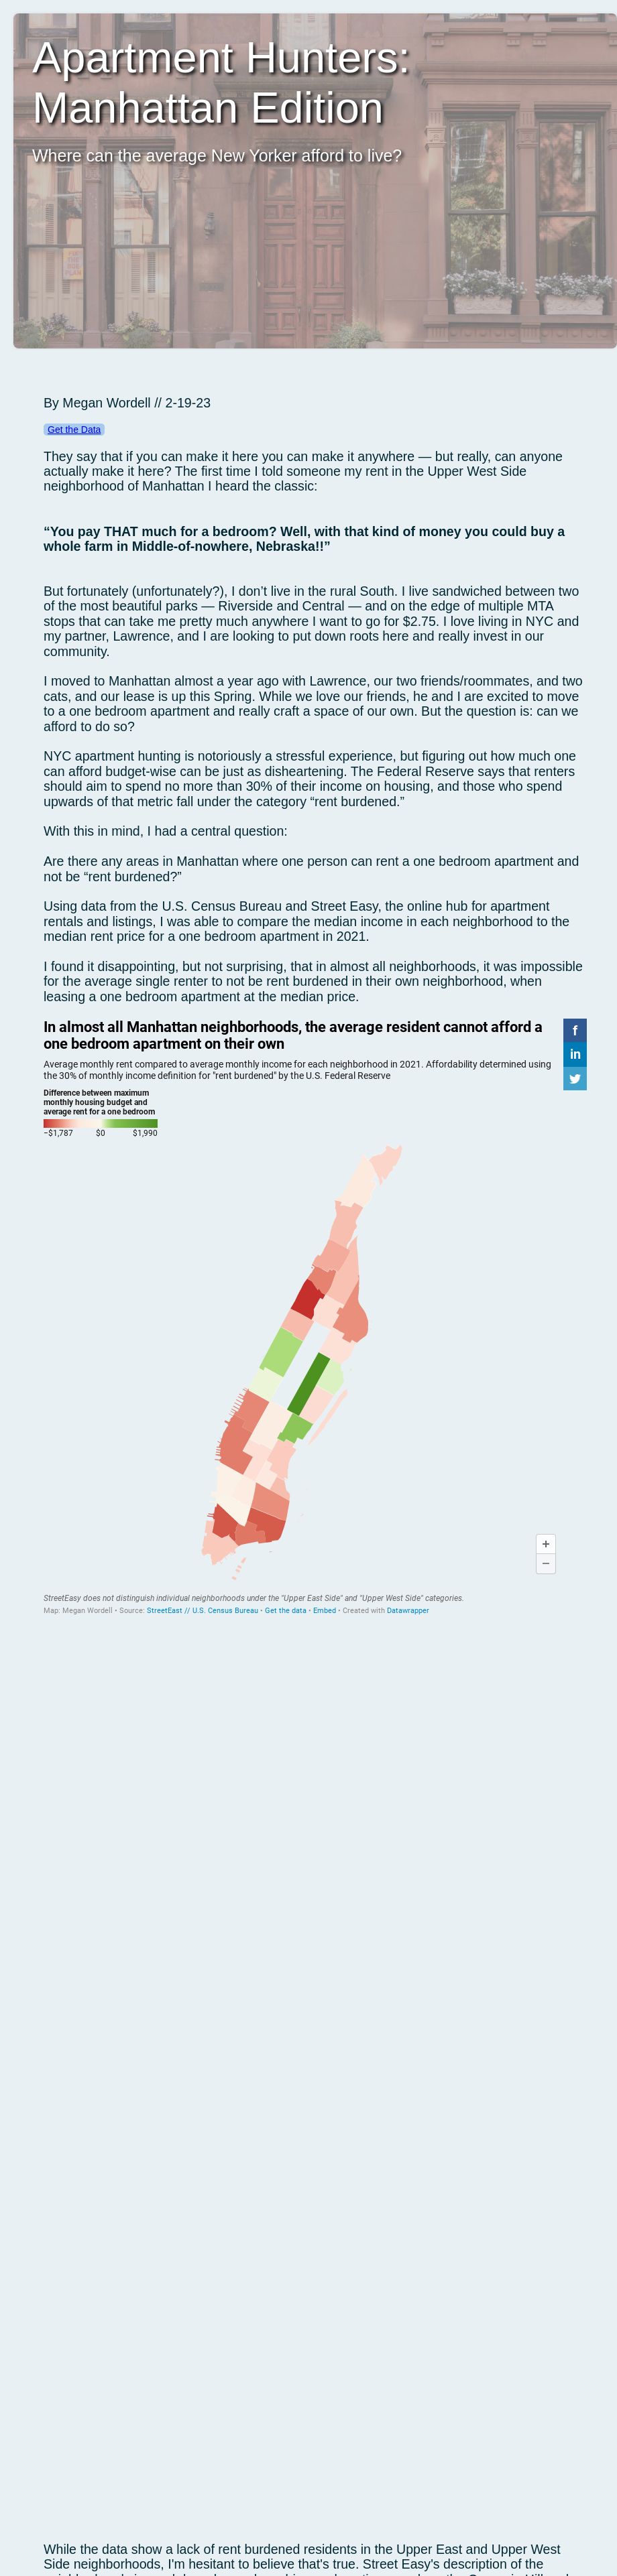 Apartment Hunters:
Manhattan Edition
Where can the average New Yorker afford to live?
By Megan Wordell // 2-19-23
Get the Data
They say that if you can make it here you can make it anywhere — but really, can anyone
actually make it here? The first time I told someone my rent in the Upper West Side
neighborhood of Manhattan I heard the classic:
“You pay THAT much for a bedroom? Well, with that kind of money you could buy a
whole farm in Middle-of-nowhere, Nebraska!!”
But fortunately (unfortunately?), I don’t live in the rural South. I live sandwiched between two
of the most beautiful parks — Riverside and Central — and on the edge of multiple MTA
stops that can take me pretty much anywhere I want to go for $2.75. I love living in NYC and
my partner, Lawrence, and I are looking to put down roots here and really invest in our
community.
I moved to Manhattan almost a year ago with Lawrence, our two friends/roommates, and two
cats, and our lease is up this Spring. While we love our friends, he and I are excited to move
to a one bedroom apartment and really craft a space of our own. But the question is: can we
afford to do so?
NYC apartment hunting is notoriously a stressful experience, but figuring out how much one
can afford budget-wise can be just as disheartening. The Federal Reserve says that renters
should aim to spend no more than 30% of their income on housing, and those who spend
upwards of that metric fall under the category “rent burdened.”
With this in mind, I had a central question:
Are there any areas in Manhattan where one person can rent a one bedroom apartment and
not be “rent burdened?”
Using data from the U.S. Census Bureau and Street Easy, the online hub for apartment
rentals and listings, I was able to compare the median income in each neighborhood to the
median rent price for a one bedroom apartment in 2021.
I found it disappointing, but not surprising, that in almost all neighborhoods, it was impossible
for the average single renter to not be rent burdened in their own neighborhood, when
leasing a one bedroom apartment at the median price.
In almost all Manhattan neighborhoods, the average resident cannot afford a
one bedroom apartment on their own
f
in
Average monthly rent compared to average monthly income for each neighborhood in 2021. Affordability determined using
the 30% of monthly income definition for "rent burdened" by the U.S. Federal Reserve
Difference between maximum
monthly housing budget and
average rent for a one bedroom
−$1,787 $0 $1,990
+
−
StreetEasy does not distinguish individual neighborhoods under the "Upper East Side" and "Upper West Side" categories.
Map: Megan Wordell • Source: StreetEast // U.S. Census Bureau • Get the data • Embed • Created with Datawrapper
While the data show a lack of rent burdened residents in the Upper East and Upper West
Side neighborhoods, I'm hesitant to believe that's true. Street Easy's description of the